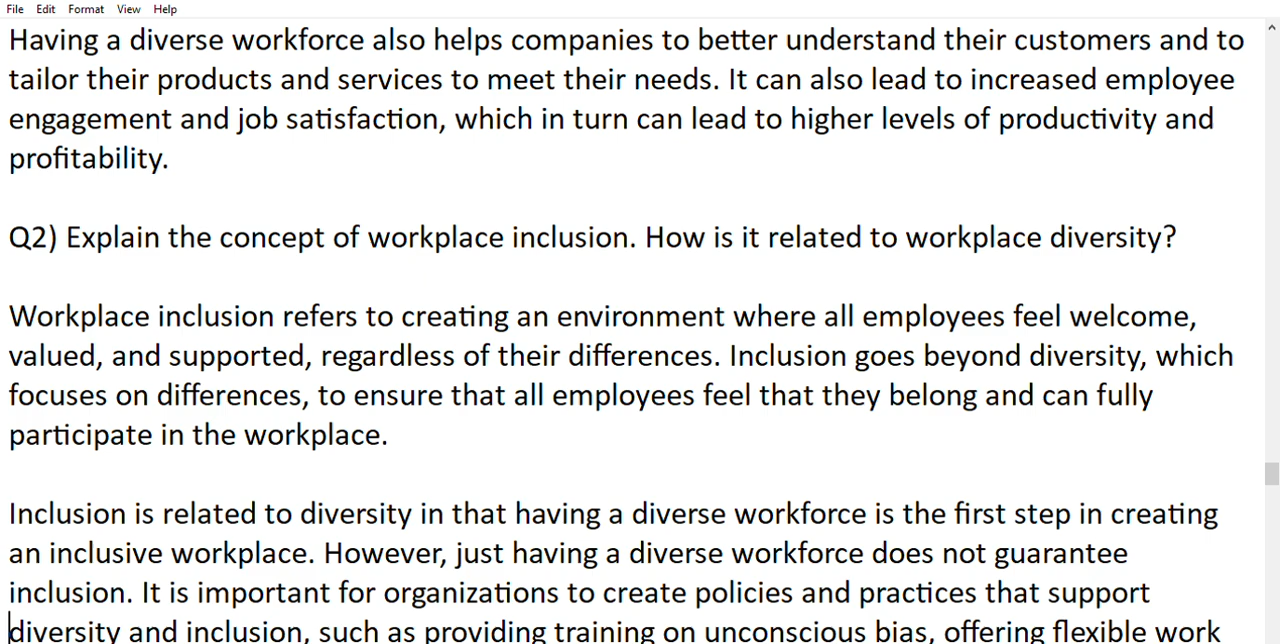 File Edit Format View Help
Having a diverse workforce also helps companies to better understand their customers and to
tailor their products and services to meet their needs. It can also lead to increased employee
engagement and job satisfaction, which in turn can lead to higher levels of productivity and
profitability.
Q2) Explain the concept of workplace inclusion. How is it related to workplace diversity?
Workplace inclusion refers to creating an environment where all employees feel welcome,
valued, and supported, regardless of their differences. Inclusion goes beyond diversity, which
focuses on differences, to ensure that all employees feel that they belong and can fully
participate in the workplace.
Inclusion is related to diversity in that having a diverse workforce is the first step in creating
an inclusive workplace. However, just having a diverse workforce does not guarantee
inclusion. It is important for organizations to create policies and practices that support
diversity and inclusion, such as providing training on unconscious bias, offering flexible work